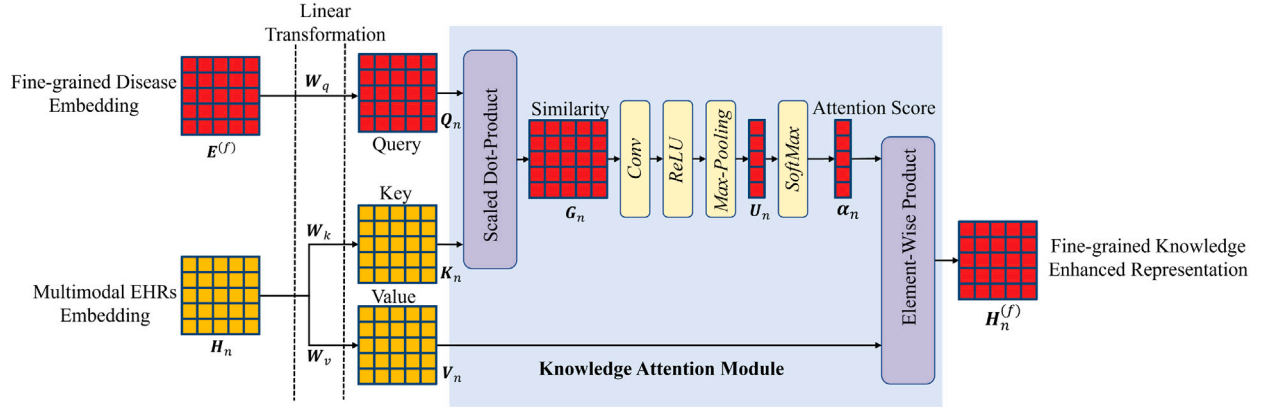 Linear
Transformation
Fine-grained Disease
Embedding
E^(f)
W_q
Query
Q_n
Scaled Dot-Product
Similarity
G_n
Conv
ReLU
Max-Pooling
U_n
SoftMax
Attention Score
α_n
Element-Wise Product
Key
W_k
K_n
Multimodal EHRs
Embedding
H_n
Value
W_v
V_n
Knowledge Attention Module
Fine-grained Knowledge
Enhanced Representation
H_n^(f)